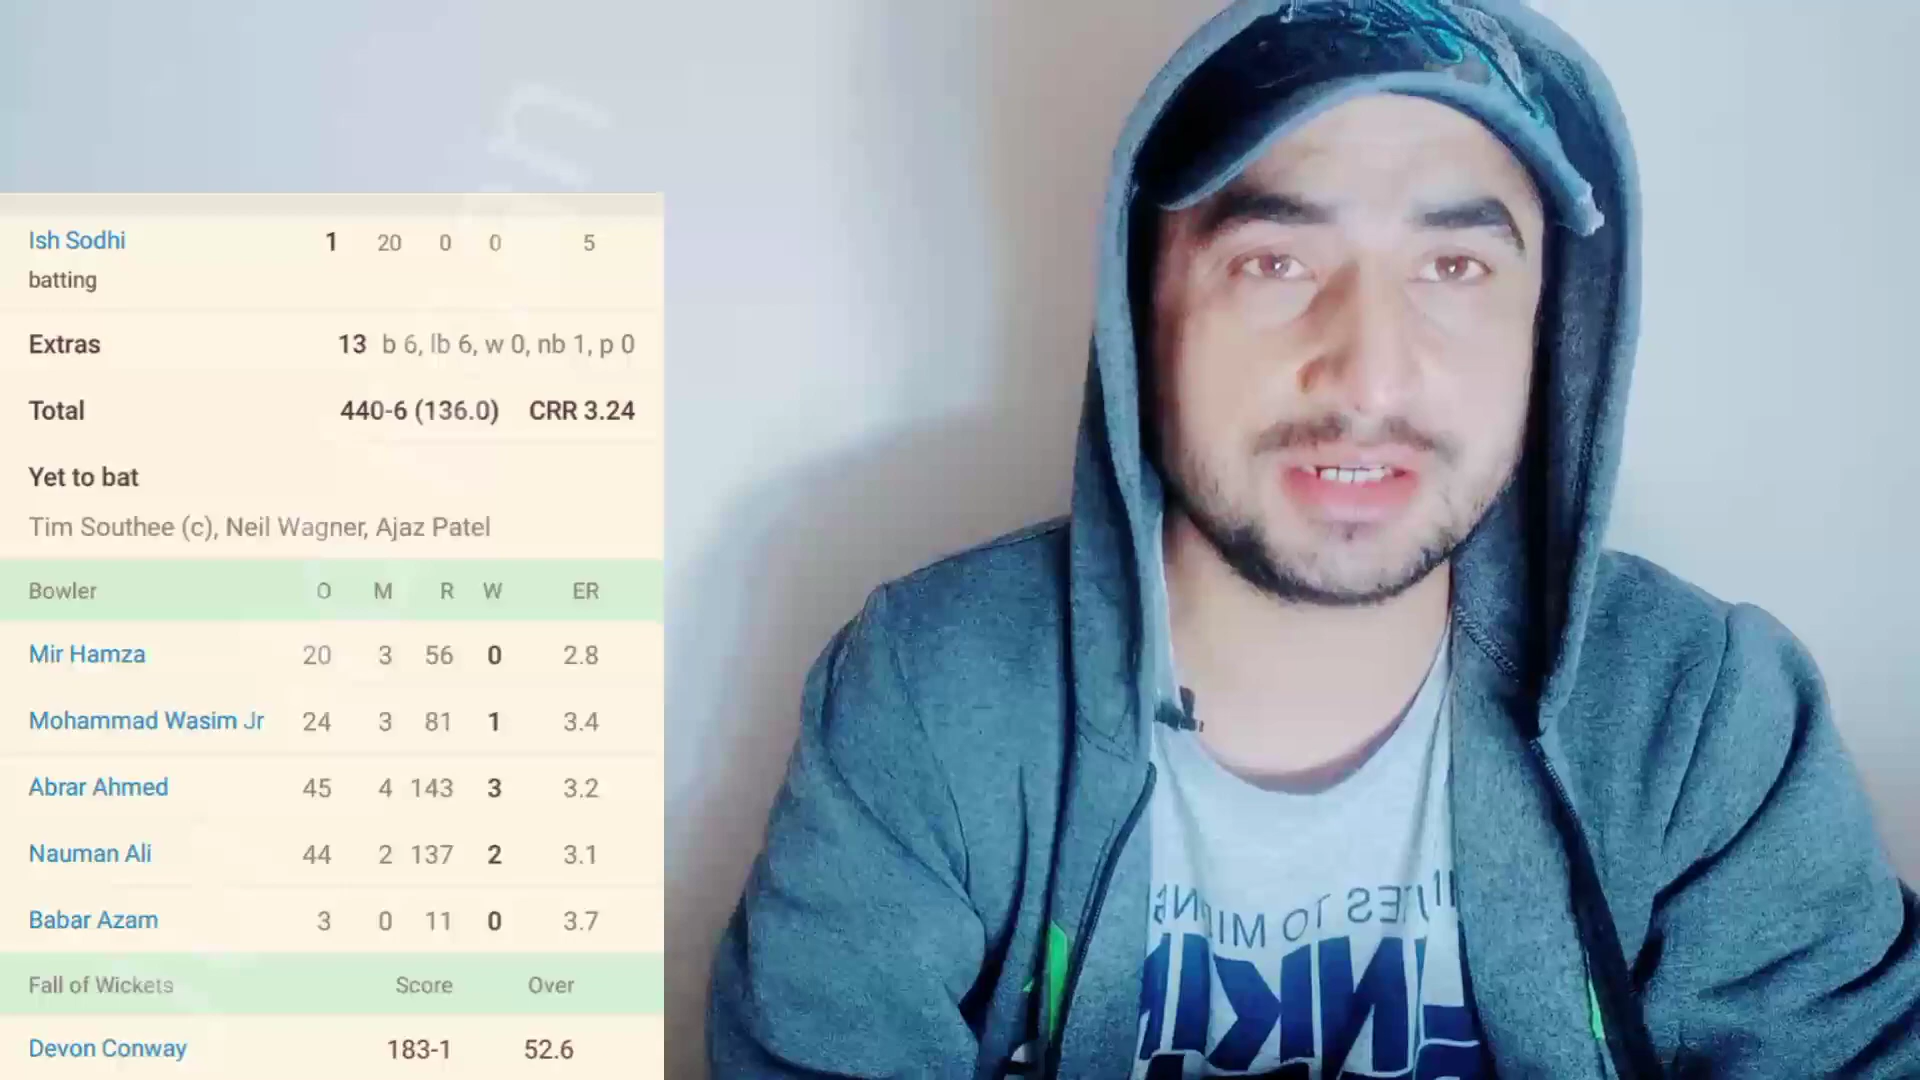 Ish Sodhi 1 20 0 0 5
batting
Extras 13 b 6, lb 6, w 0, nb 1, p 0
Total 440-6 (136.0) CRR 3.24
Yet to bat
Tim Southee (c), Neil Wagner, Ajaz Patel
Bowler O M R W ER
Mir Hamza 20 3 56 0 2.8
Mohammad Wasim Jr 24 3 81 1 3.4
Abrar Ahmed 45 4 143 3 3.2
Nauman Ali 44 2 137 2 3.1
Babar Azam 3 0 11 0 3.7
Fall of Wickets Score Over
Devon Conway 183-1 52.6
TO